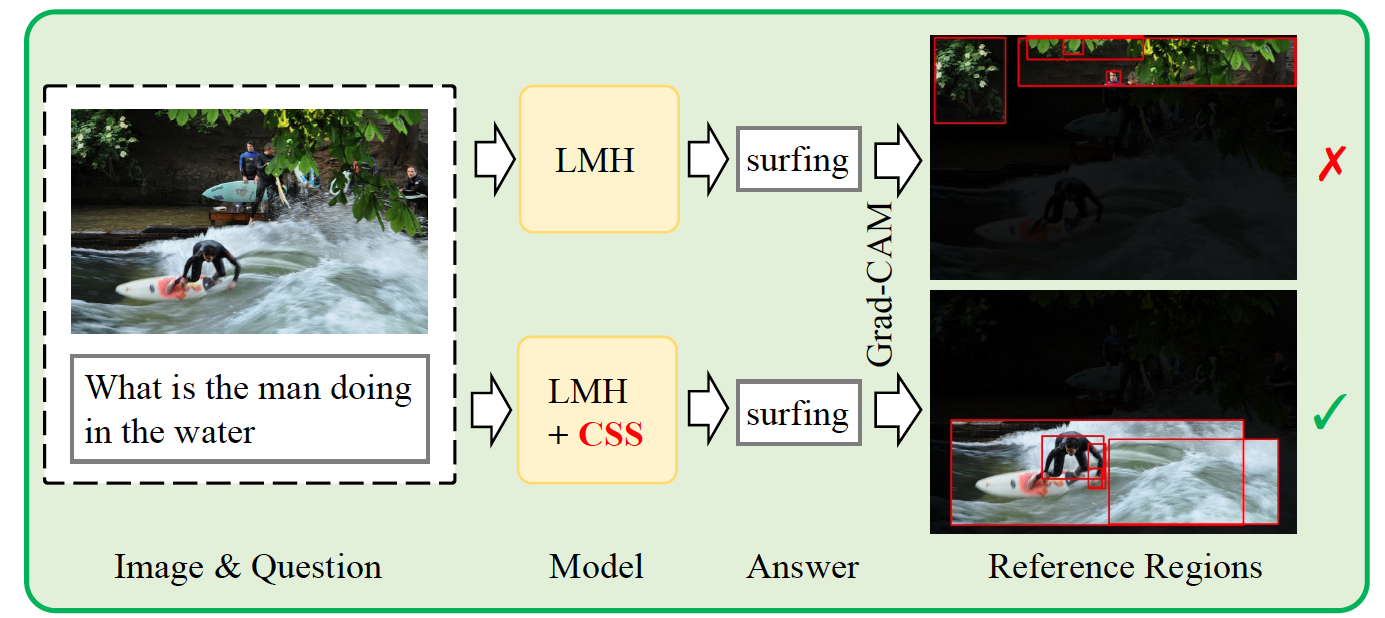 What is the man doing
in the water
LMH
surfing
LMH
+ CSS
surfing
Grad-CAM
✗
✓
Image & Question
Model
Answer
Reference Regions